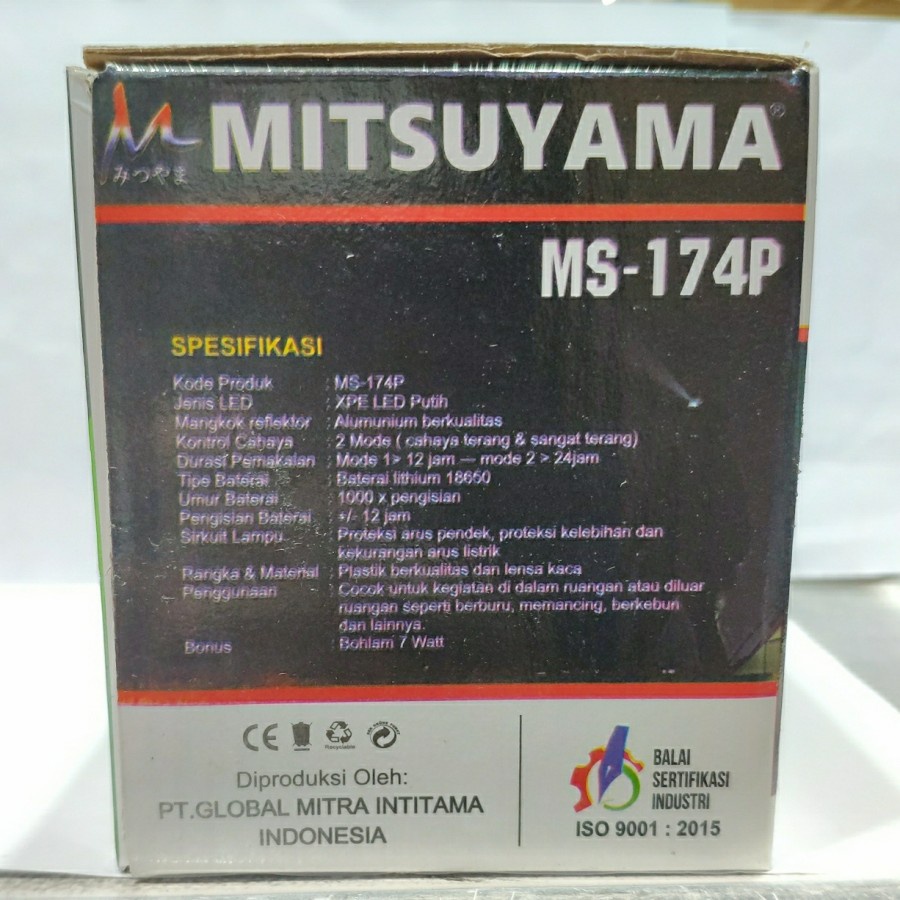 みつやま
MITSUYAMA®
MS-174P
SPESIFIKASI
Kode Produk : MS-174P
Jenis LED : XPE LED Putih
Mangkok reflektor : Alumunium berkualitas
Kontrol Cahaya : 2 Mode ( cahaya terang & sangat terang)
Durasi Pemakaian : Mode 1> 12 jam — mode 2 > 24jam
Tipe Baterai : Baterai lithium 18650
Umur Baterai : 1000 x pengisian
Pengisian Baterai : +/- 12 jam
Sirkuit Lampu : Proteksi arus pendek, proteksi kelebihan dan
kekurangan arus listrik
Rangka & Material : Plastik berkualitas dan lensa kaca
Penggunaan : Cocok untuk kegiatan di dalam ruangan atau diluar
ruangan seperti berburu, memancing, berkebun
dan lainnya.
Bonus : Bohlam 7 Watt
CE
Recyclable
Diproduksi Oleh:
PT.GLOBAL MITRA INTITAMA
INDONESIA
BALAI
SERTIFIKASI
INDUSTRI
ISO 9001 : 2015